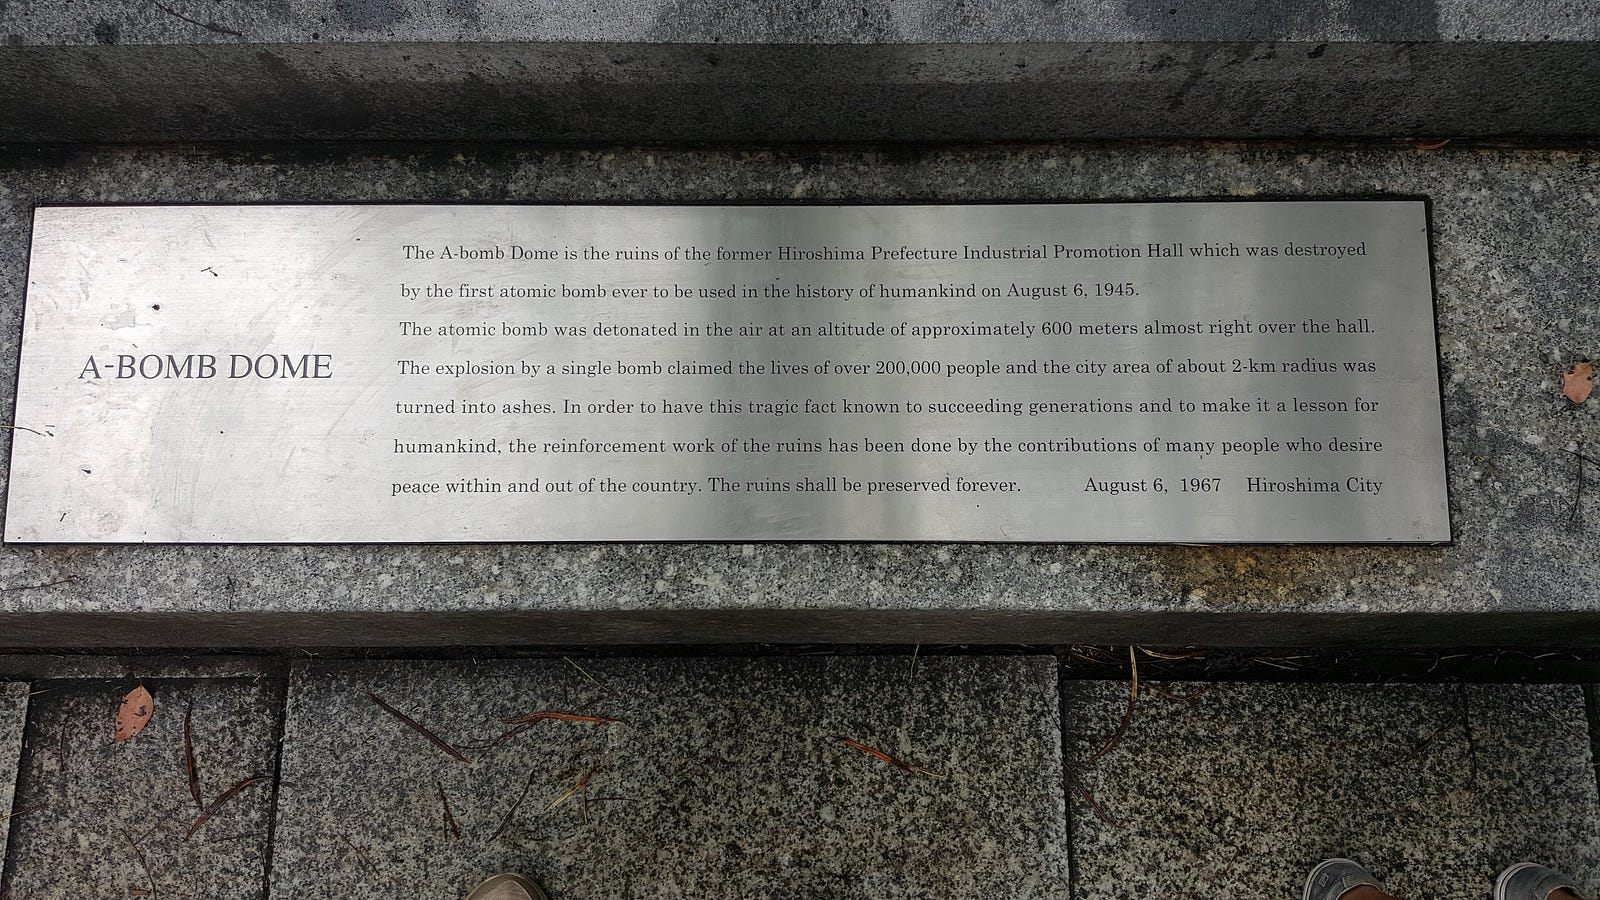 A-BOMB DOME
The A-bomb Dome is the ruins of the former Hiroshima Prefecture Industrial Promotion Hall which was destroyed
by the first atomic bomb ever to be used in the history of humankind on August 6, 1945.
The atomic bomb was detonated in the air at an altitude of approximately 600 meters almost right over the hall.
The explosion by a single bomb claimed the lives of over 200,000 people and the city area of about 2-km radius was
turned into ashes. In order to have this tragic fact known to succeeding generations and to make it a lesson for
humankind, the reinforcement work of the ruins has been done by the contributions of many people who desire
peace within and out of the country. The ruins shall be preserved forever. August 6, 1967 Hiroshima City